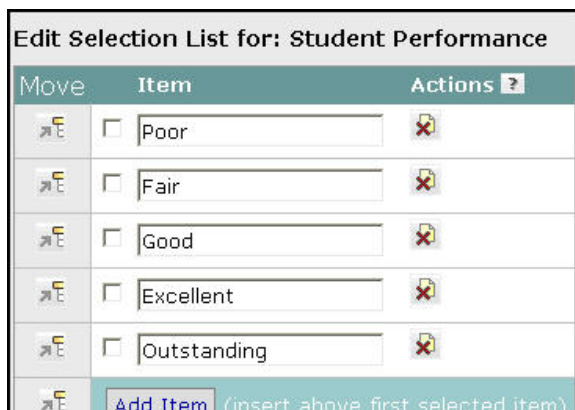 Edit Selection List for: Student Performance
Move Item Actions ?
Poor
Fair
Good
Excellent
Outstanding
Add Item (insert above first selected item)